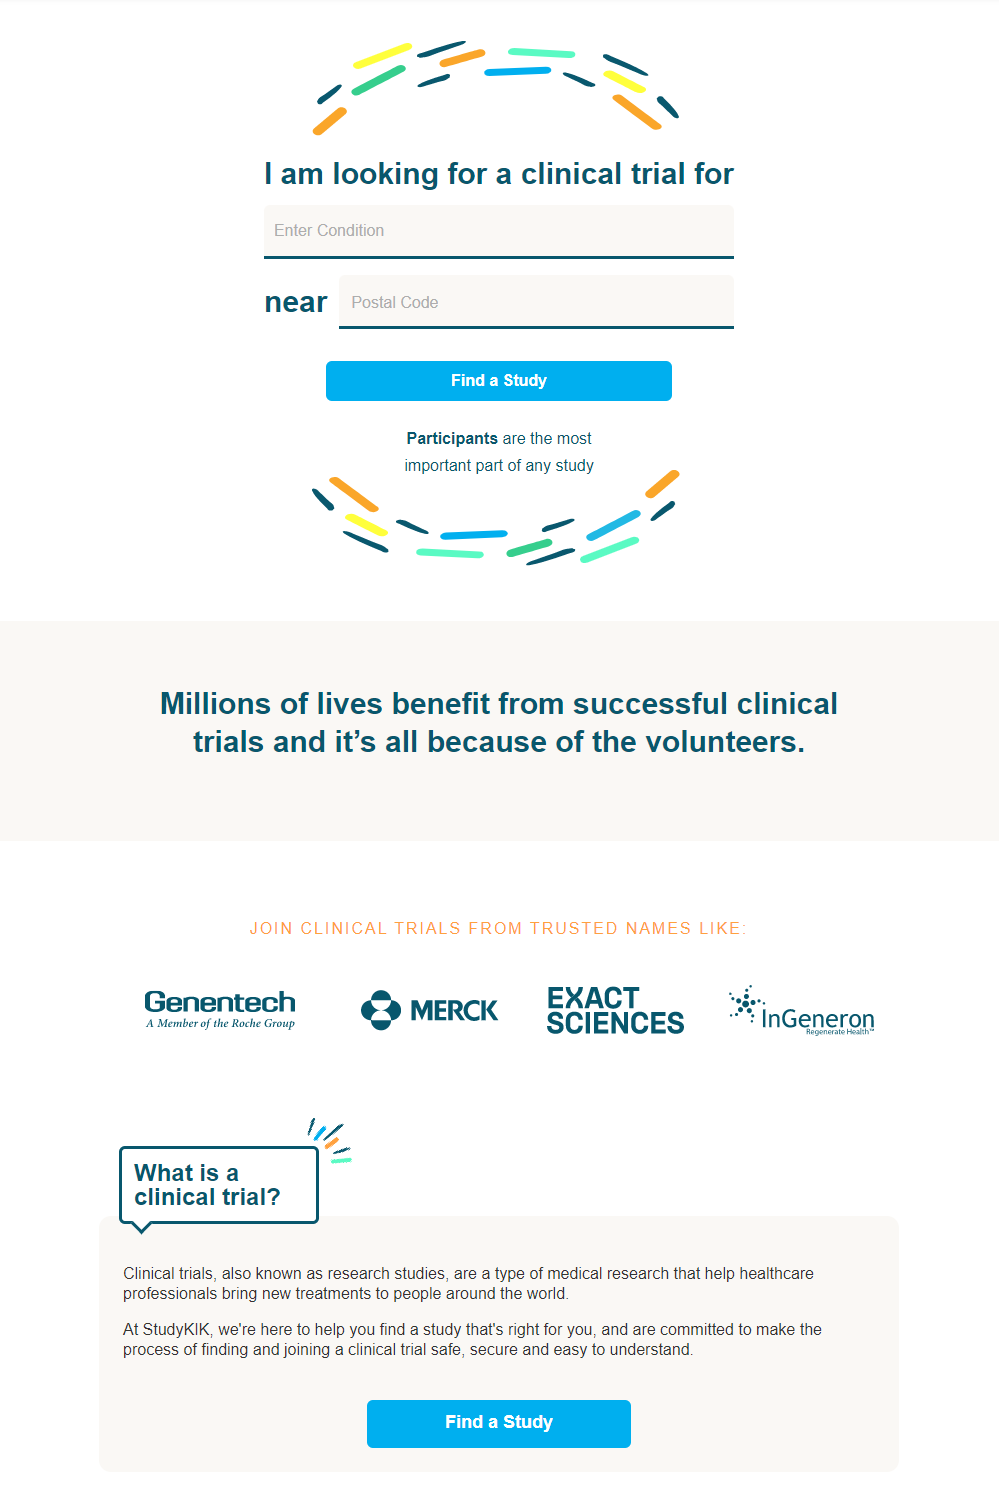 I am looking for a clinical trial for
Enter Condition
near
Postal Code
Find a Study
Participants are the most
important part of any study
Millions of lives benefit from successful clinical
trials and it’s all because of the volunteers.
JOIN CLINICAL TRIALS FROM TRUSTED NAMES LIKE:
Genentech
A Member of the Roche Group
MERCK
EXACT
SCIENCES
InGeneron
Regenerate Health™
What is a
clinical trial?
Clinical trials, also known as research studies, are a type of medical research that help healthcare
professionals bring new treatments to people around the world.
At StudyKIK, we're here to help you find a study that's right for you, and are committed to make the
process of finding and joining a clinical trial safe, secure and easy to understand.
Find a Study